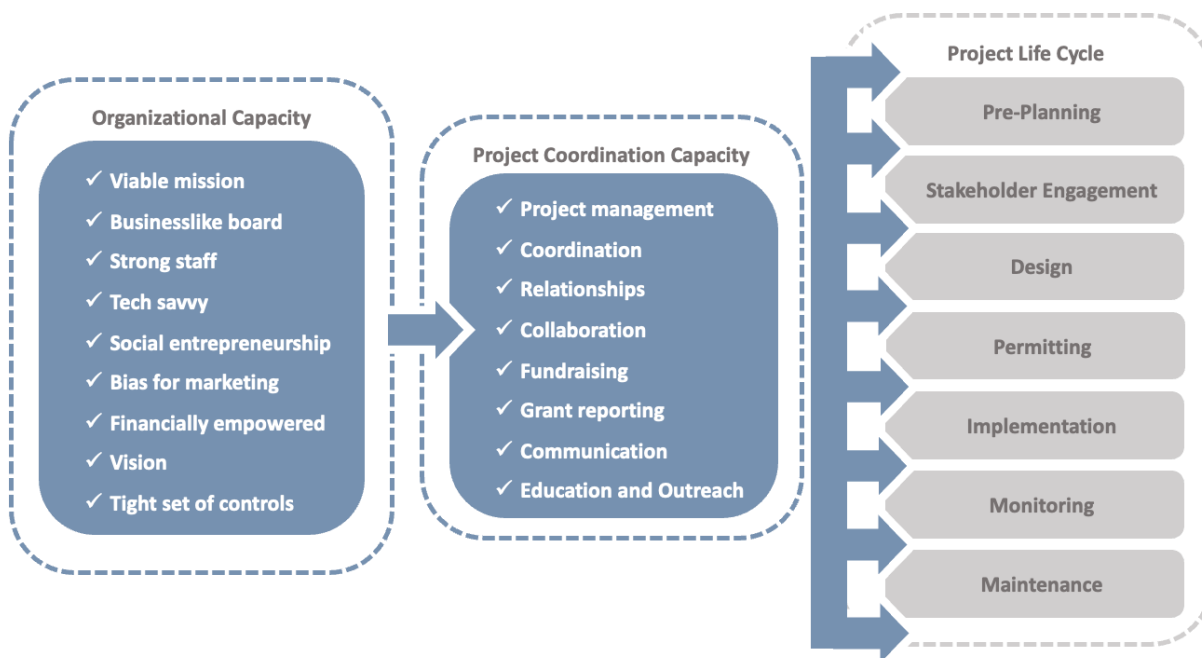 Organizational Capacity
✓ Viable mission
✓ Businesslike board
✓ Strong staff
✓ Tech savvy
✓ Social entrepreneurship
✓ Bias for marketing
✓ Financially empowered
✓ Vision
✓ Tight set of controls
Project Coordination Capacity
✓ Project management
✓ Coordination
✓ Relationships
✓ Collaboration
✓ Fundraising
✓ Grant reporting
✓ Communication
✓ Education and Outreach
Project Life Cycle
Pre-Planning
Stakeholder Engagement
Design
Permitting
Implementation
Monitoring
Maintenance